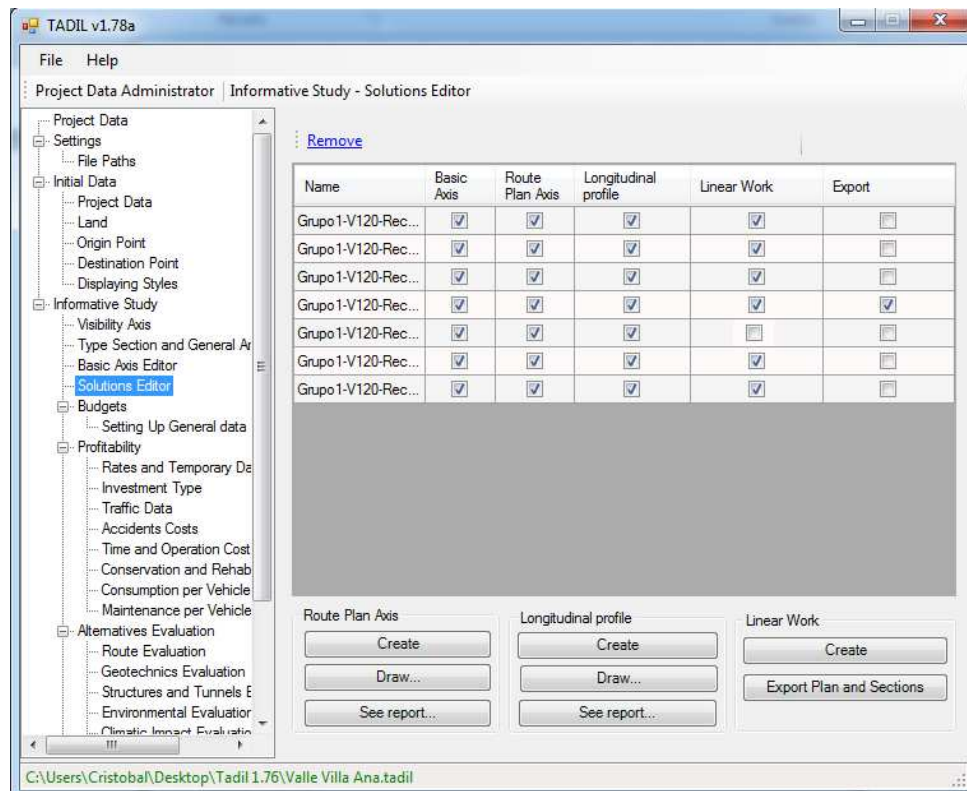 TADIL v1.78a
File Help
Project Data Administrator Informative Study - Solutions Editor
Project Data
Settings
File Paths
Initial Data
Project Data
Land
Origin Point
Destination Point
Displaying Styles
Informative Study
Visibility Axis
Type Section and General Ar
Basic Axis Editor
Solutions Editor
Budgets
Setting Up General data
Profitability
Rates and Temporary Da
Investment Type
Traffic Data
Accidents Costs
Time and Operation Cost
Conservation and Rehab
Consumption per Vehicle
Maintenance per Vehicle
Alternatives Evaluation
Route Evaluation
Geotechnics Evaluation
Structures and Tunnels E
Environmental Evaluation
Climatic Impact Evaluatio
Remove
Name Basic Axis Route Plan Axis Longitudinal profile Linear Work Export
Grupo1-V120-Rec...
Grupo1-V120-Rec...
Grupo1-V120-Rec...
Grupo1-V120-Rec...
Grupo1-V120-Rec...
Grupo1-V120-Rec...
Grupo1-V120-Rec...
Route Plan Axis
Create
Draw...
See report...
Longitudinal profile
Create
Draw...
See report...
Linear Work
Create
Export Plan and Sections
C:\Users\Cristobal\Desktop\Tadil 1.76\Valle Villa Ana.tadil